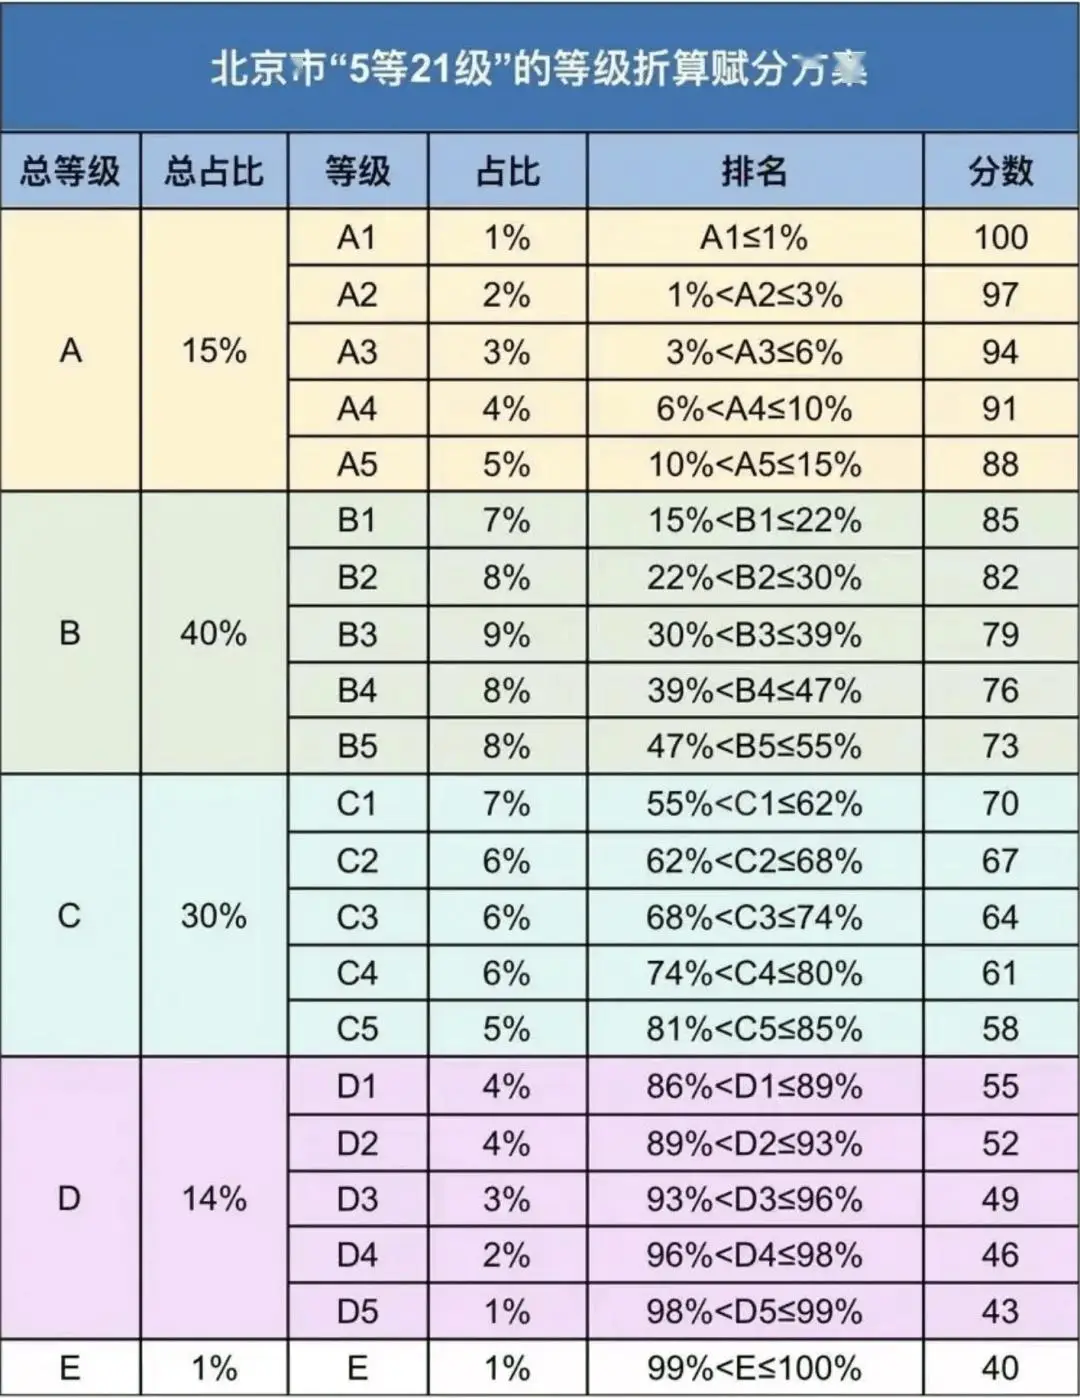 北京市“5等21级”的等级折算赋分方案
总等级 总占比 等级 占比 排名 分数
A 15% A1 1% A1≤1% 100
A2 2% 1%<A2≤3% 97
A3 3% 3%<A3≤6% 94
A4 4% 6%<A4≤10% 91
A5 5% 10%<A5≤15% 88
B 40% B1 7% 15%<B1≤22% 85
B2 8% 22%<B2≤30% 82
B3 9% 30%<B3≤39% 79
B4 8% 39%<B4≤47% 76
B5 8% 47%<B5≤55% 73
C 30% C1 7% 55%<C1≤62% 70
C2 6% 62%<C2≤68% 67
C3 6% 68%<C3≤74% 64
C4 6% 74%<C4≤80% 61
C5 5% 81%<C5≤85% 58
D 14% D1 4% 86%<D1≤89% 55
D2 4% 89%<D2≤93% 52
D3 3% 93%<D3≤96% 49
D4 2% 96%<D4≤98% 46
D5 1% 98%<D5≤99% 43
E 1% E 1% 99%<E≤100% 40